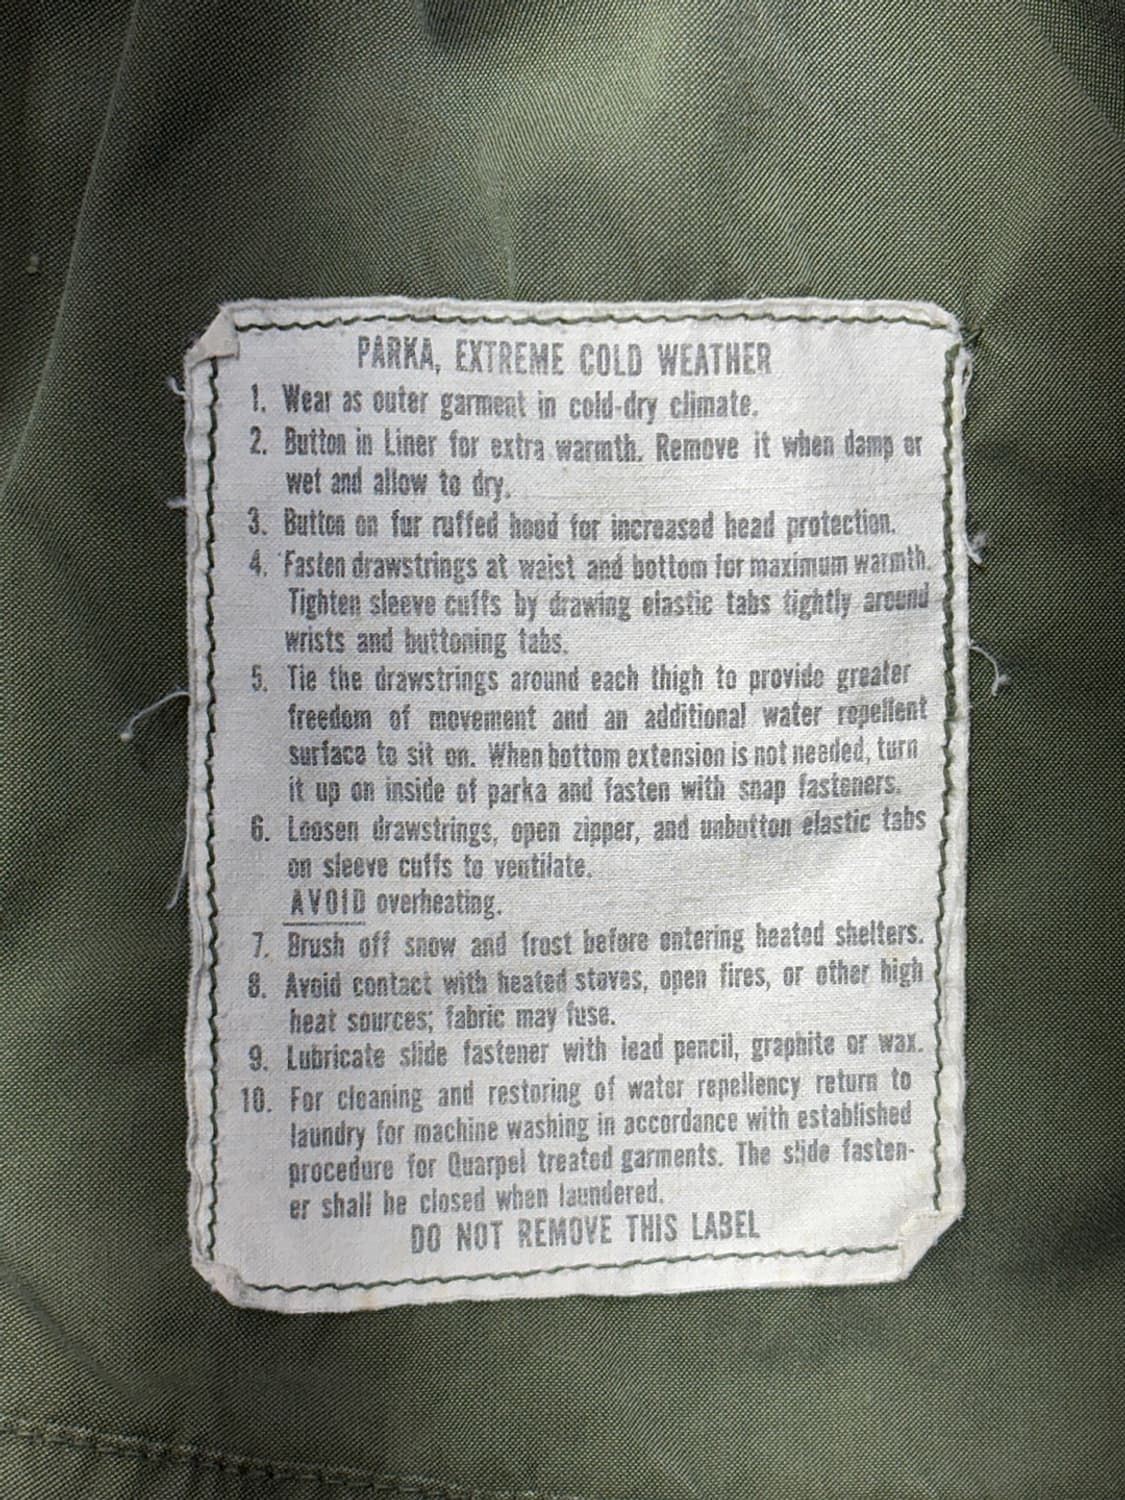 PARKA, EXTREME COLD WEATHER
1. Wear as outer garment in cold-dry climate.
2. Button in Liner for extra warmth. Remove it when damp or
wet and allow to dry.
3. Button on fur ruffed hood for increased head protection.
4. Fasten drawstrings at waist and bottom for maximum warmth.
Tighten sleeve cuffs by drawing elastic tabs tightly around
wrists and buttoning tabs.
5. Tie the drawstrings around each thigh to provide greater
freedom of movement and an additional water repellent
surface to sit on. When bottom extension is not needed, turn
it up on inside of parka and fasten with snap fasteners.
6. Loosen drawstrings, open zipper, and unbutton elastic tabs
on sleeve cuffs to ventilate.
AVOID overheating.
7. Brush off snow and frost before entering heated shelters.
8. Avoid contact with heated stoves, open fires, or other high
heat sources; fabric may fuse.
9. Lubricate slide fastener with lead pencil, graphite or wax.
10. For cleaning and restoring of water repellency return to
laundry for machine washing in accordance with established
procedure for Quarpel treated garments. The slide fasten-
er shall be closed when laundered.
DO NOT REMOVE THIS LABEL